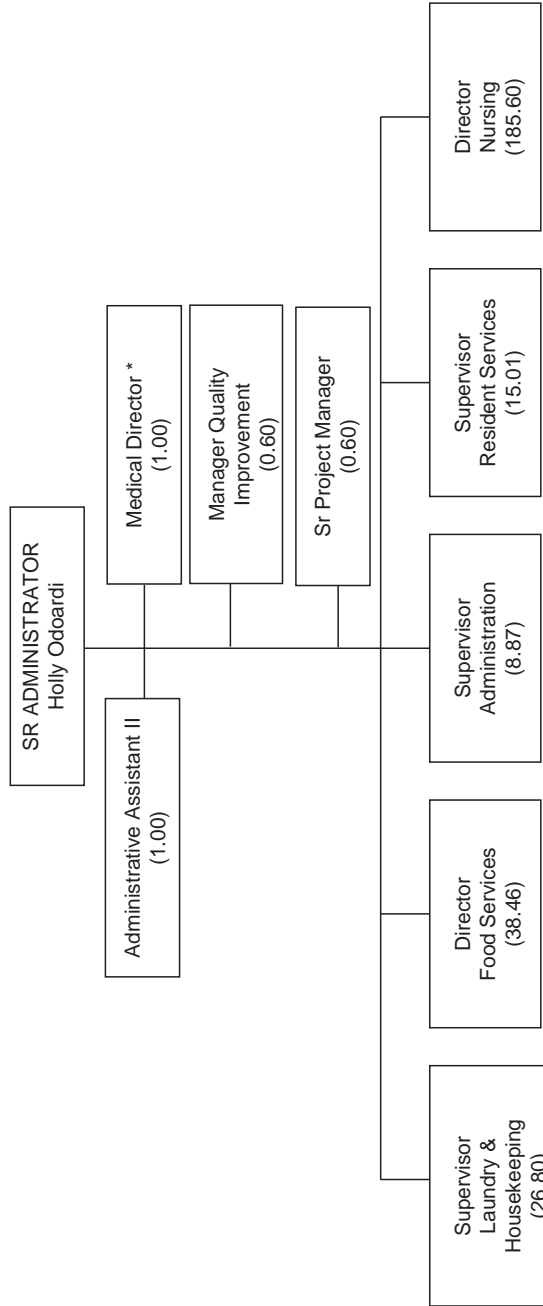 SR ADMINISTRATOR
Holly Odoardi
Administrative Assistant II
(1.00)
Medical Director *
(1.00)
Manager Quality
Improvement
(0.60)
Sr Project Manager
(0.60)
Supervisor
Laundry &
Housekeeping
(26.80)
Director
Food Services
(38.46)
Supervisor
Administration
(8.87)
Supervisor
Resident Services
(15.01)
Director
Nursing
(185.60)